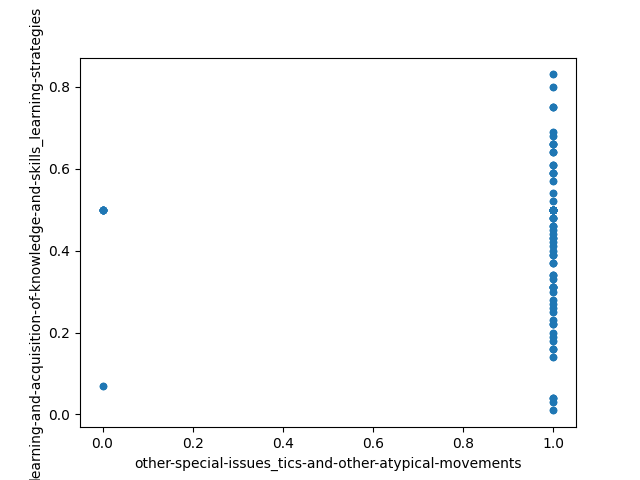 learning-and-acquisition-of-knowledge-and-skills_learning-strategies
0.8
0.6
0.4
0.2
0.0
0.0 0.2 0.4 0.6 0.8 1.0
other-special-issues_tics-and-other-atypical-movements